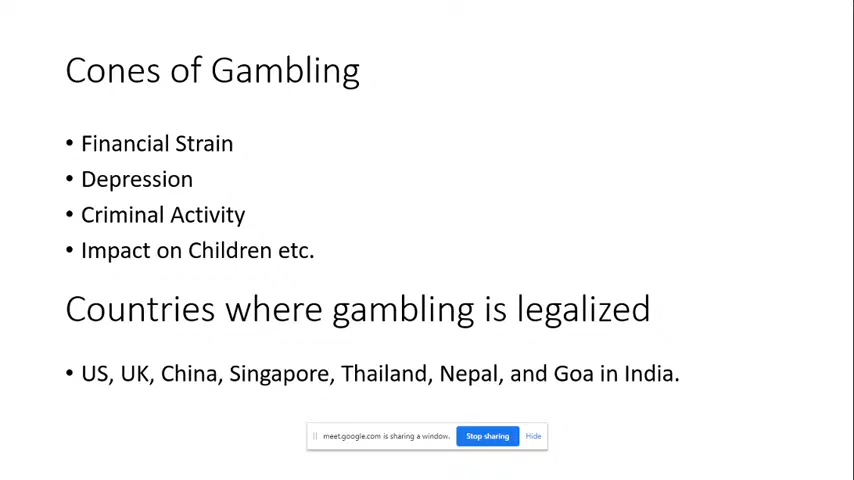 Cones of Gambling
• Financial Strain
• Depression
• Criminal Activity
• Impact on Children etc.
Countries where gambling is legalized
• US, UK, China, Singapore, Thailand, Nepal, and Goa in India.
meet.google.com is sharing a window. Stop sharing Hide